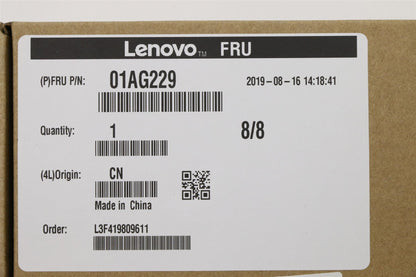 Lenovo™ FRU
(P)FRU P/N: 01AG229 2019-08-16 14:18:41
Quantity: 1 8/8
(4L)Origin: CN
Made in China
Order: L3F419809611